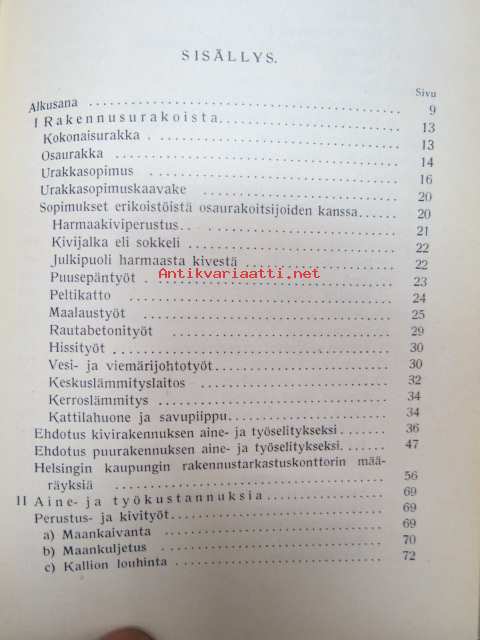 SISÄLLYS.
Sivu
Alkusana 9
I Rakennusurakoista. 13
Kokonaisurakka 13
Osaurakka 14
Urakkasopimus 16
Urakkasopimuskaavake 20
Sopimukset erikoistöistä osaurakoitsijoiden kanssa. 20
Harmaakiviperustus 21
Kivijalka eli sokkeli 22
Julkipuoli harmaasta kivestä 22
Antikvariaatti.net
Puusepäntyöt 23
Peltikatto 24
Maalaustyöt 25
Rautabetonityöt 29
Hissityöt 30
Vesi- ja viemärijohtotyöt 30
Keskuslämmityslaitos 32
Kerroslämmitys 34
Kattilahuone ja savupiippu. 34
Ehdotus kivirakennuksen aine- ja työselitykseksi 36
Ehdotus puurakennuksen aine- ja työselitykseksi. 47
Helsingin kaupungin rakennustarkastuskonttorin mää-
räyksiä 56
II Aine- ja työkustannuksia 69
Perustus- ja kivityöt 69
a) Maankaivanta 69
b) Maankuljetus 70
c) Kallion louhinta 72